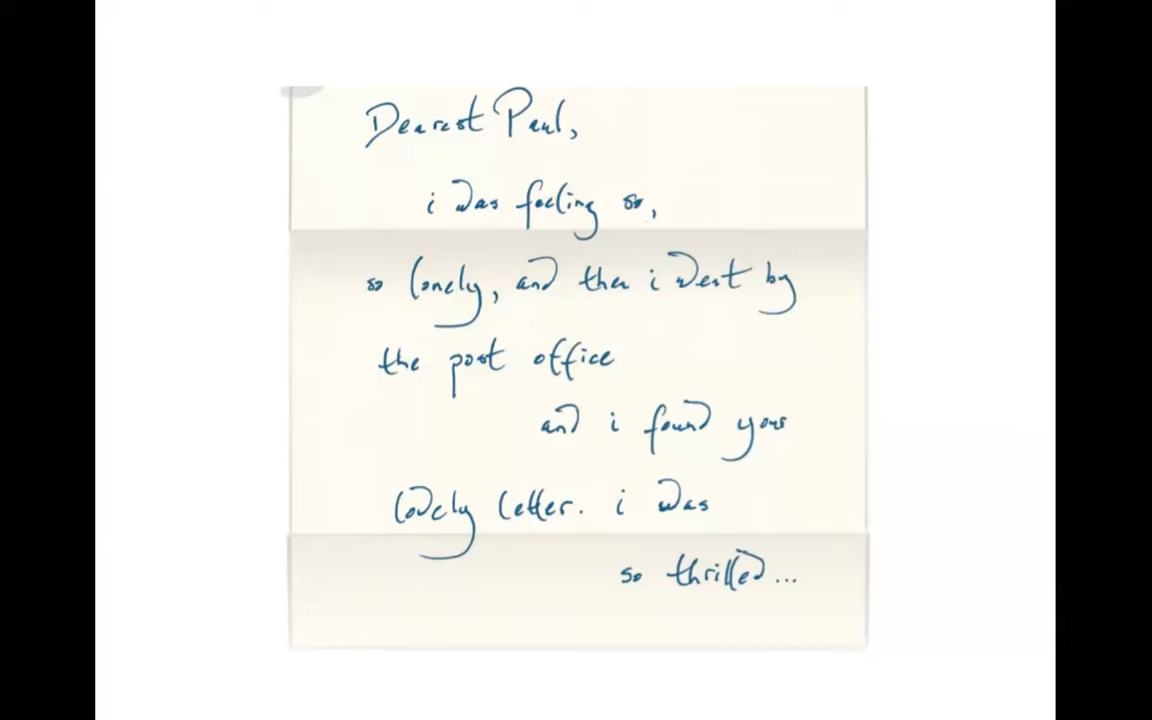 Dearest Paul,
i was feeling so,
so lonely, and then i went by
the post office
and i found your
lovely letter. i was
so thrilled...